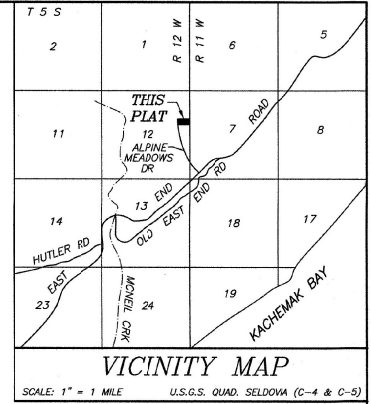 T 5 S
2
1
R 12 W
R 11 W
6
5
THIS
PLAT
11
12
ALPINE
MEADOWS
DR
7
ROAD
8
14
13
END
OLD EAST END RD
18
17
HUTLER RD
EAST
23
MCNEIL CRK
24
19
KACHEMAK BAY
VICINITY MAP
SCALE: 1" = 1 MILE U.S.G.S. QUAD. SELDOVIA (C-4 & C-5)